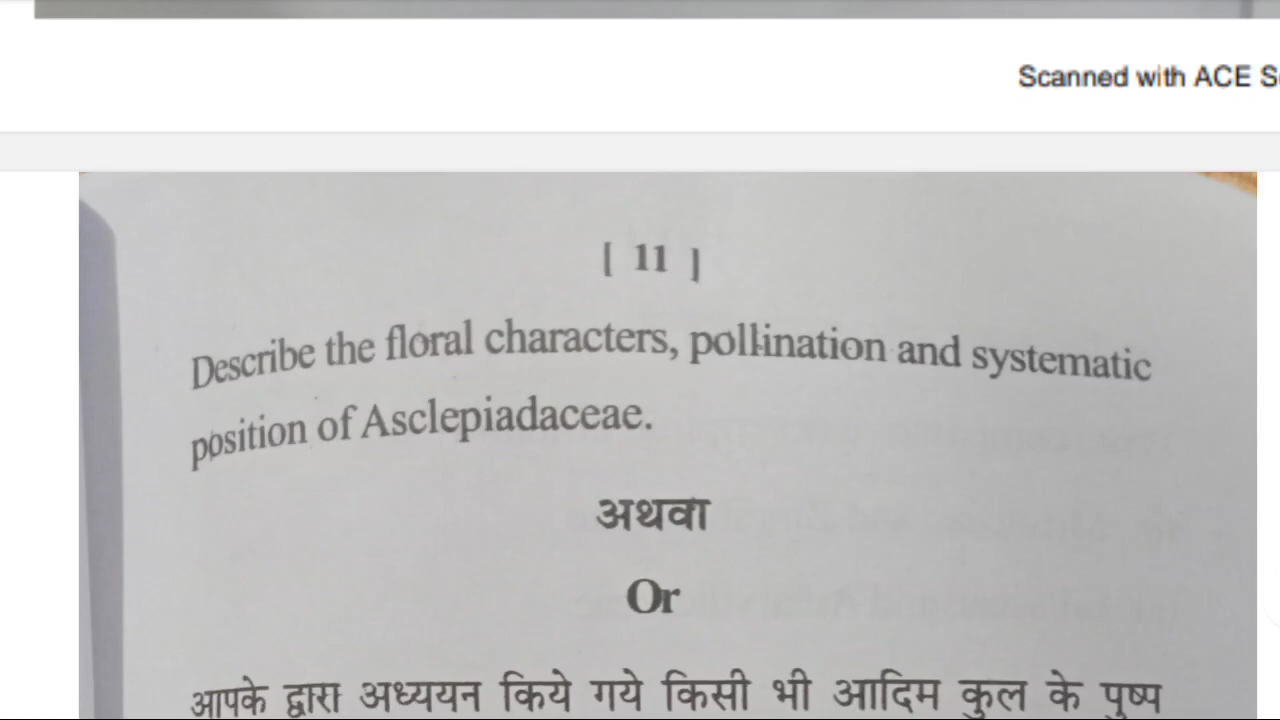 Scanned with ACE
[ 11 ]
Describe the floral characters, pollination and systematic
position of Asclepiadaceae.
अथवा
Or
आपके द्वारा अध्ययन किये गये किसी भी आदिम कुल के पुष्प